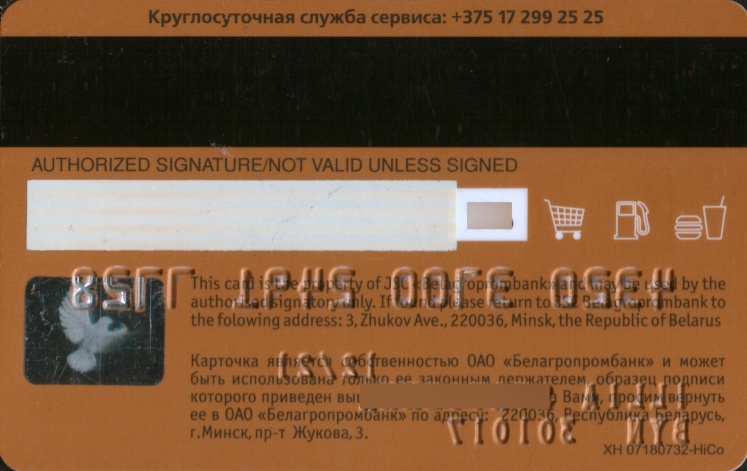 Круглосуточная служба сервиса: +375 17 299 25 25
AUTHORIZED SIGNATURE/NOT VALID UNLESS SIGNED
This card is the property of JSC «Belagroprombank» and may be used by the
authorised signatory only. If found please return to JSC Belagroprombank to
the folowing address: 3, Zhukov Ave., 220036, Minsk, the Republic of Belarus
Карточка является собственностью ОАО «Белагропромбанк» и может
быть использована только ее законным держателем, образец подписи
которого приведен Вами, просим вернуть
ее в ОАО «Белагропромбанк» по адресу: 220036, Республика Беларусь,
г.Минск, пр-т Жукова, 3.
XH 07180732-HiCo